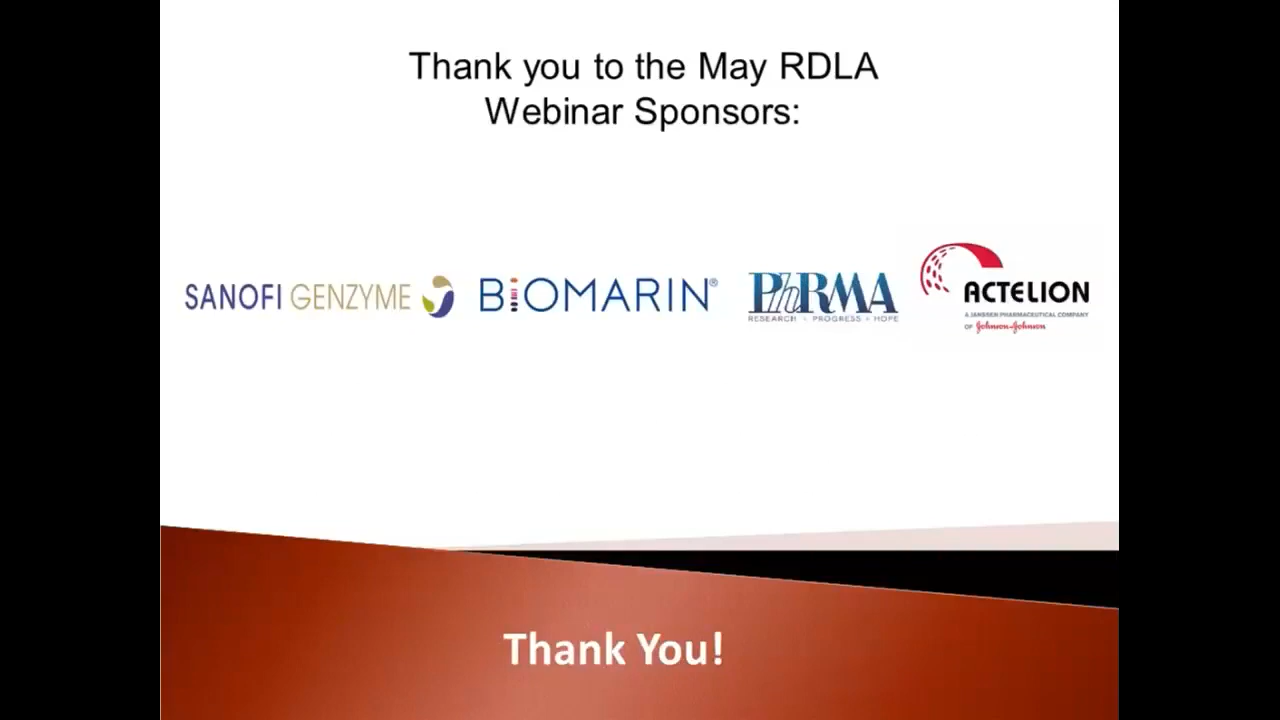 Thank you to the May RDLA
Webinar Sponsors:
SANOFI GENZYME
BIOMARIN®
PhRMA
RESEARCH • PROGRESS • HOPE
ACTELION
A JANSSEN PHARMACEUTICAL COMPANY
OF Johnson & Johnson
Thank You!